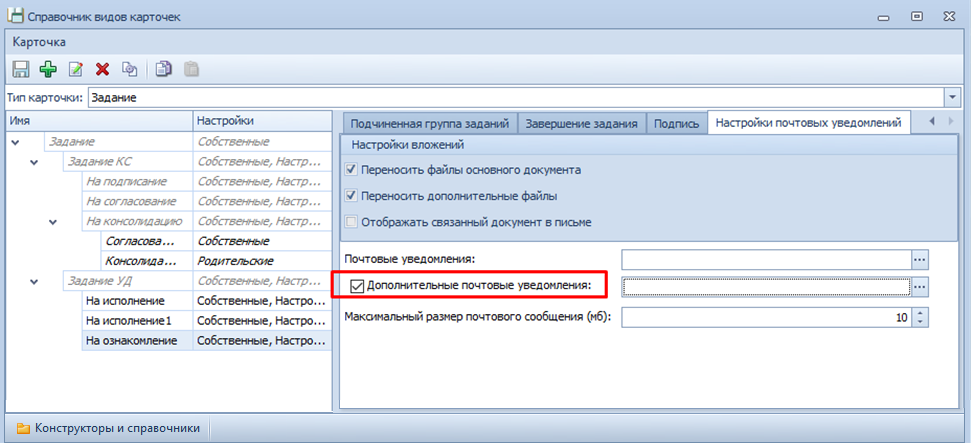 Справочник видов карточек
Карточка
Тип карточки: Задание
Имя Настройки
Задание Собственные
Задание КС Собственные, Настр...
На подписание Собственные, Настр...
На согласование Собственные, Настр...
На консолидацию Собственные, Настр...
Согласова... Собственные
Консолида... Родительские
Задание УД Собственные, Настр...
На исполнение Собственные, Настро...
На исполнение1 Собственные, Настро...
На ознакомление Собственные, Настро...
Подчиненная группа заданий Завершение задания Подпись Настройки почтовых уведомлений
Настройки вложений
Переносить файлы основного документа
Переносить дополнительные файлы
Отображать связанный документ в письме
Почтовые уведомления: ...
Дополнительные почтовые уведомления: ...
Максимальный размер почтового сообщения (мб): 10
Конструкторы и справочники